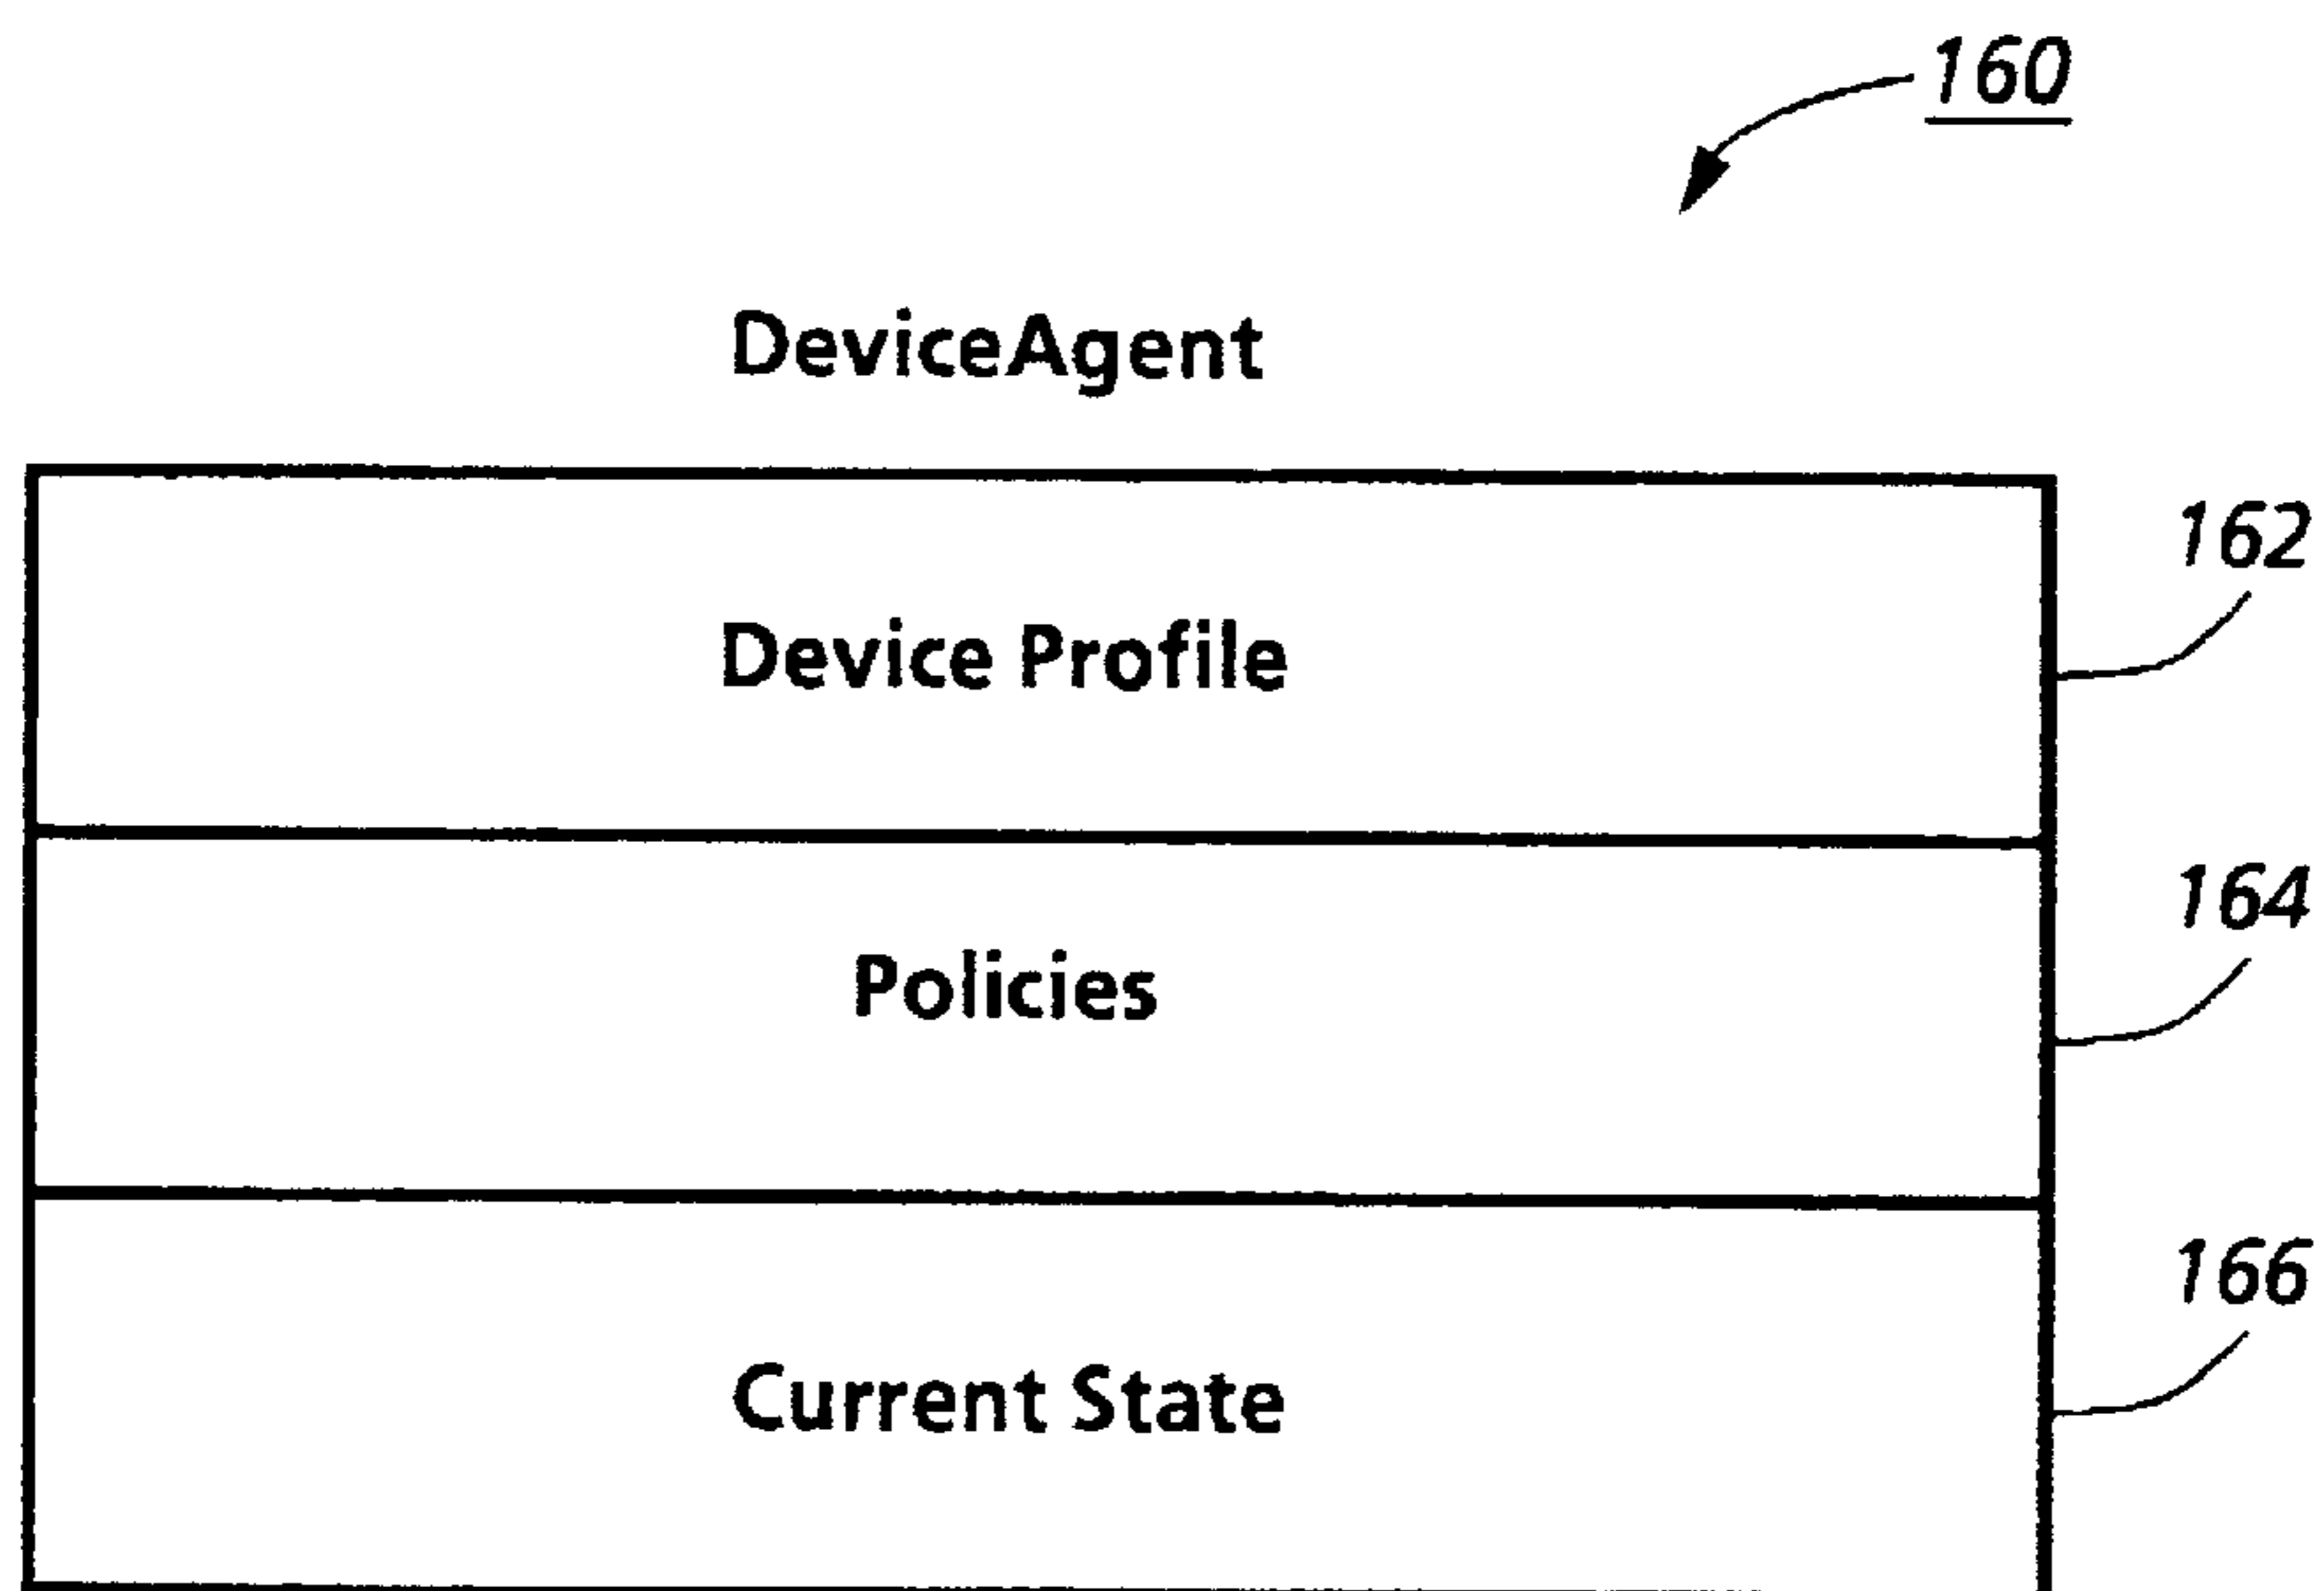 160
DeviceAgent
162
Device Profile
164
Policies
166
Current State